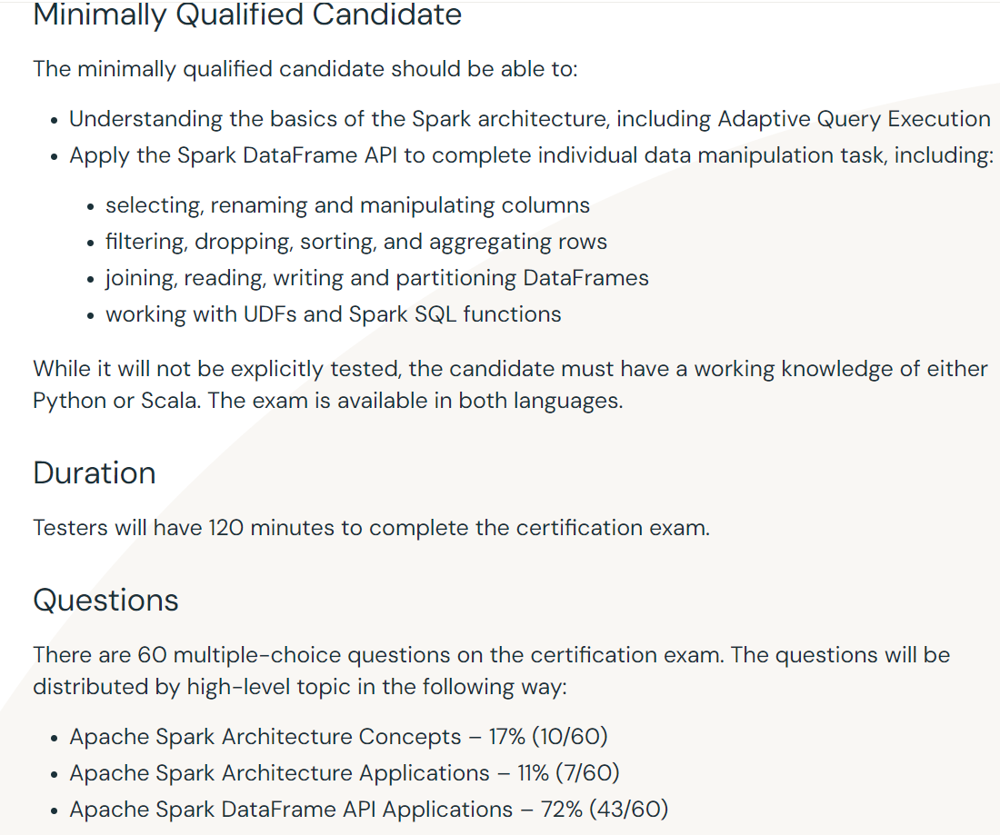 Minimally Qualified Candidate
The minimally qualified candidate should be able to:
• Understanding the basics of the Spark architecture, including Adaptive Query Execution
• Apply the Spark DataFrame API to complete individual data manipulation task, including:
• selecting, renaming and manipulating columns
• filtering, dropping, sorting, and aggregating rows
• joining, reading, writing and partitioning DataFrames
• working with UDFs and Spark SQL functions
While it will not be explicitly tested, the candidate must have a working knowledge of either
Python or Scala. The exam is available in both languages.
Duration
Testers will have 120 minutes to complete the certification exam.
Questions
There are 60 multiple-choice questions on the certification exam. The questions will be
distributed by high-level topic in the following way:
• Apache Spark Architecture Concepts – 17% (10/60)
• Apache Spark Architecture Applications – 11% (7/60)
• Apache Spark DataFrame API Applications – 72% (43/60)